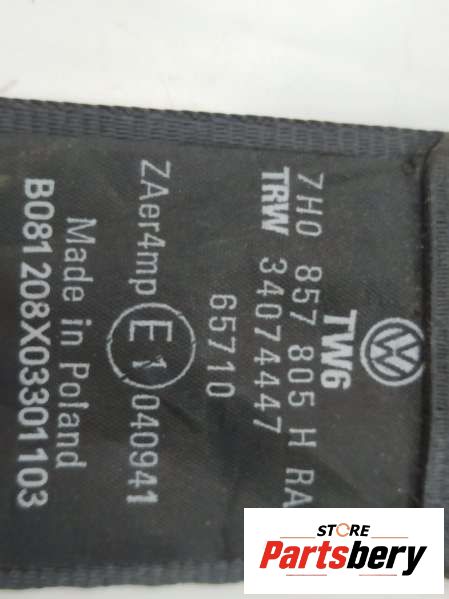 TW6
7H0 857 805 H RA
TRW 34074447
65710
ZAer4mp E1 040941
Made in Poland
B081208X03301103
STORE
Partsbery